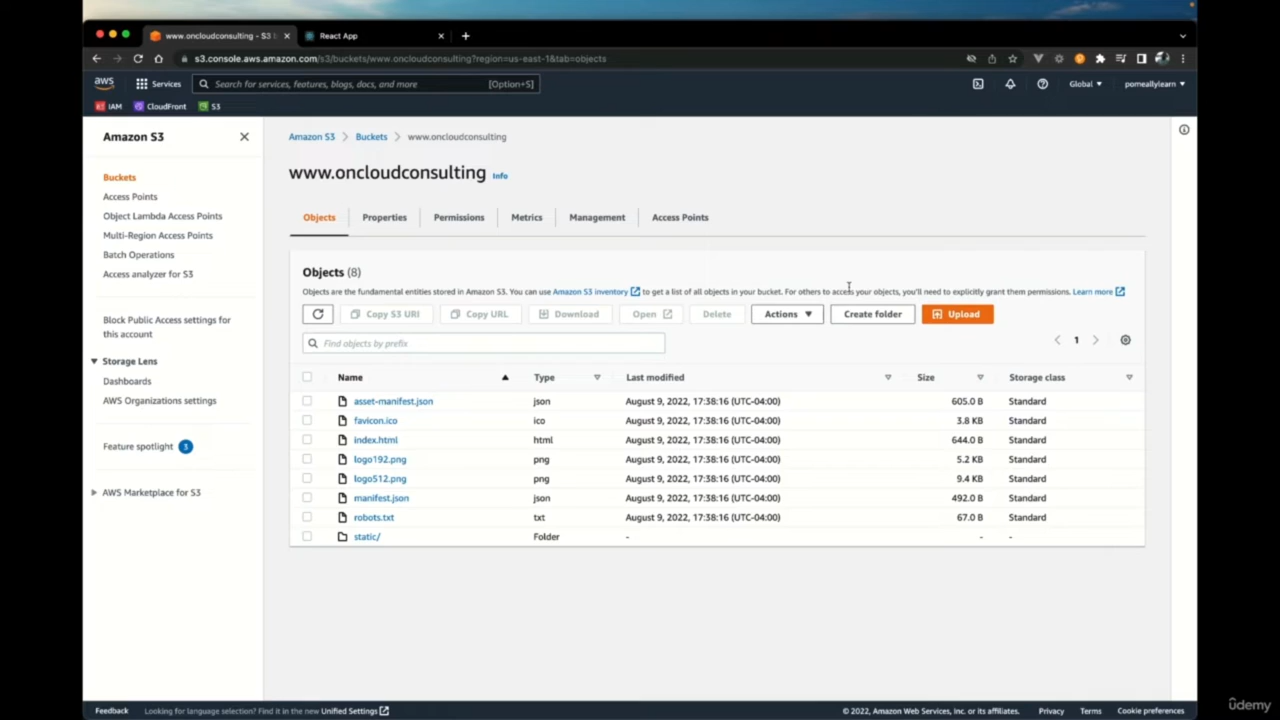 www.oncloudconsulting - S3 b
React App
s3.console.aws.amazon.com/s3/buckets/www.oncloudconsulting?region=us-east-1&tab=objects
aws
Services
Search for services, features, blogs, docs, and more
[Option+S]
Global
pomeallylearn
IAM
CloudFront
S3
Amazon S3
Amazon S3
Buckets
www.oncloudconsulting
www.oncloudconsulting
Info
Buckets
Access Points
Object Lambda Access Points
Multi-Region Access Points
Batch Operations
Access analyzer for S3
Block Public Access settings for
this account
Storage Lens
Dashboards
AWS Organizations settings
Feature spotlight 3
AWS Marketplace for S3
Objects
Properties
Permissions
Metrics
Management
Access Points
Objects (8)
Objects are the fundamental entities stored in Amazon S3. You can use Amazon S3 inventory to get a list of all objects in your bucket. For others to access your objects, you'll need to explicitly grant them permissions. Learn more
Copy S3 URI
Copy URL
Download
Open
Delete
Actions
Create folder
Upload
Find objects by prefix
1
Name Type Last modified Size Storage class
asset-manifest.json json August 9, 2022, 17:38:16 (UTC-04:00) 605.0 B Standard
favicon.ico ico August 9, 2022, 17:38:16 (UTC-04:00) 3.8 KB Standard
index.html html August 9, 2022, 17:38:16 (UTC-04:00) 644.0 B Standard
logo192.png png August 9, 2022, 17:38:16 (UTC-04:00) 5.2 KB Standard
logo512.png png August 9, 2022, 17:38:16 (UTC-04:00) 9.4 KB Standard
manifest.json json August 9, 2022, 17:38:16 (UTC-04:00) 492.0 B Standard
robots.txt txt August 9, 2022, 17:38:16 (UTC-04:00) 67.0 B Standard
static/ Folder - - -
Feedback
Looking for language selection? Find it in the new Unified Settings
© 2022, Amazon Web Services, Inc. or its affiliates.
Privacy
Terms
Cookie preferences
ûdemy